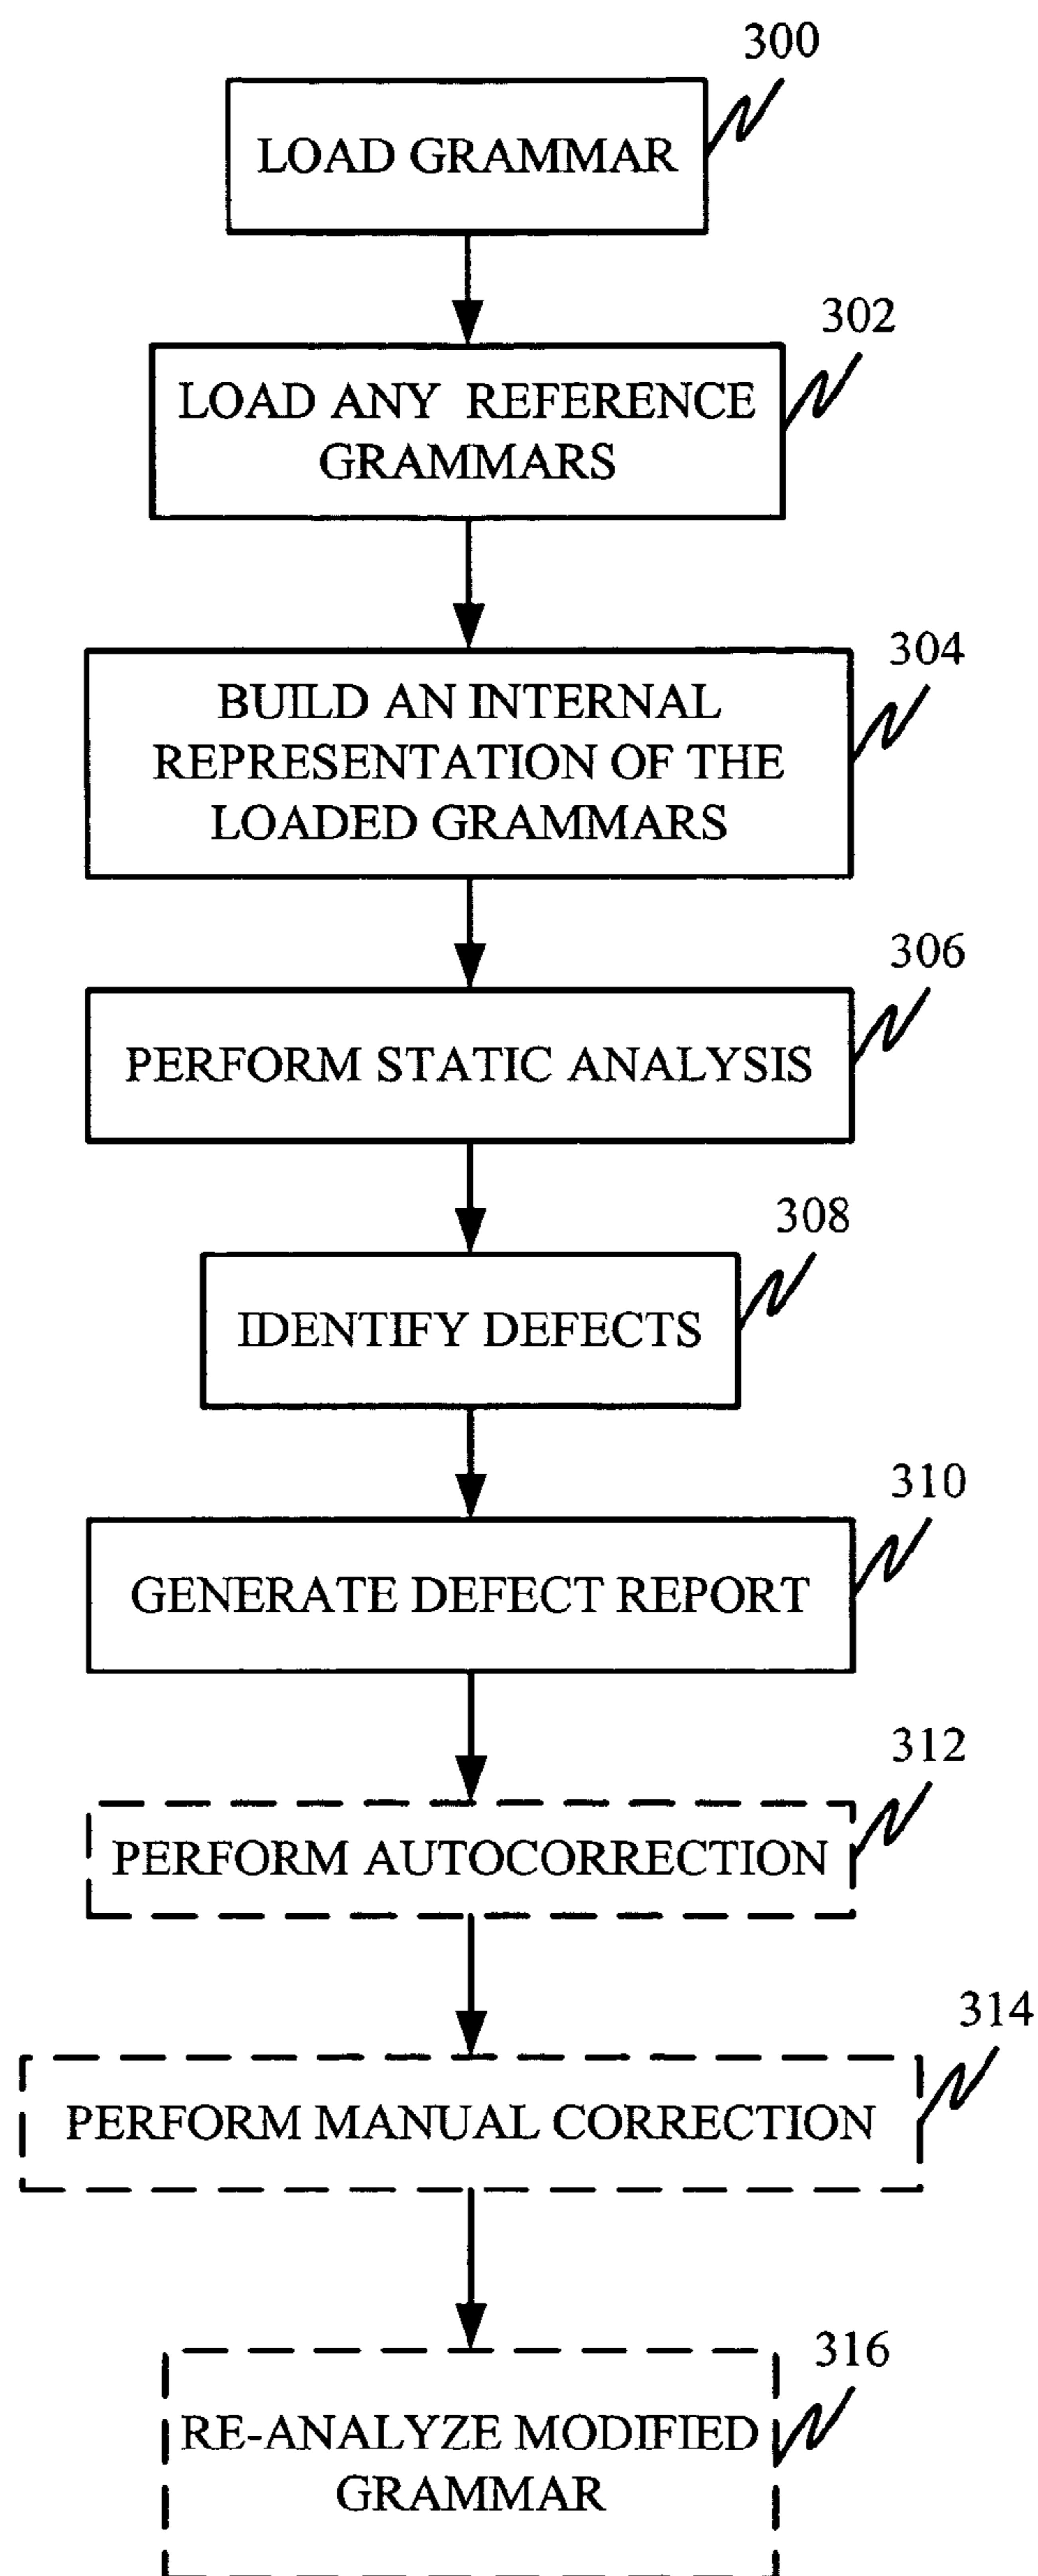 300
LOAD GRAMMAR
302
LOAD ANY REFERENCE
GRAMMARS
304
BUILD AN INTERNAL
REPRESENTATION OF THE
LOADED GRAMMARS
306
PERFORM STATIC ANALYSIS
308
IDENTIFY DEFECTS
310
GENERATE DEFECT REPORT
312
PERFORM AUTOCORRECTION
314
PERFORM MANUAL CORRECTION
316
RE-ANALYZE MODIFIED
GRAMMAR